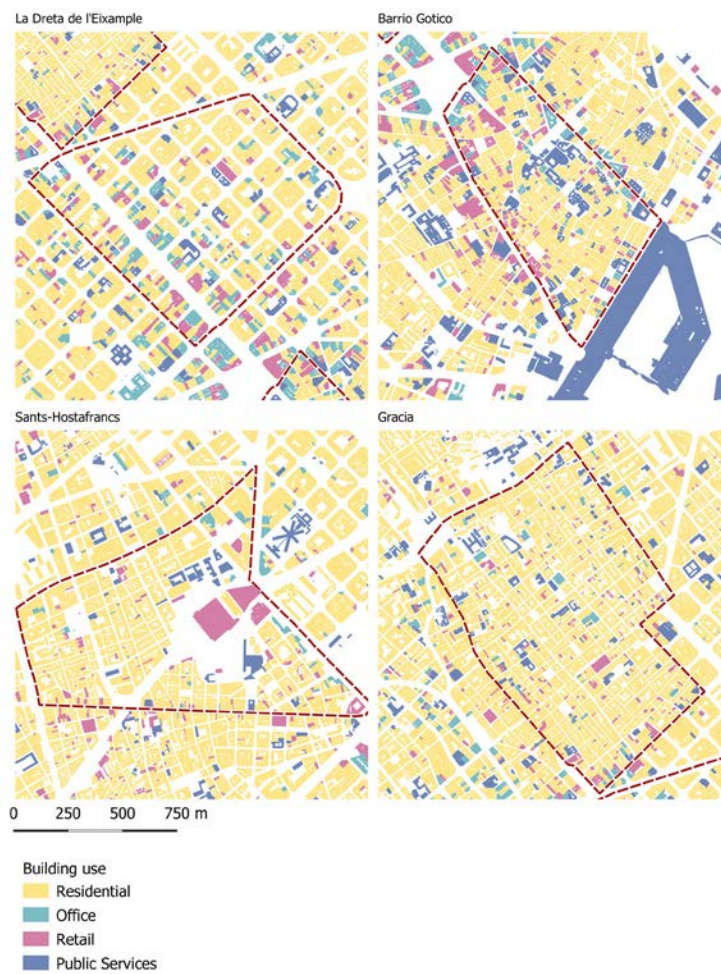 La Dreta de l'Eixample
Barrio Gotico
Sants-Hostafrancs
Gracia
0 250 500 750 m
Building use
Residential
Office
Retail
Public Services